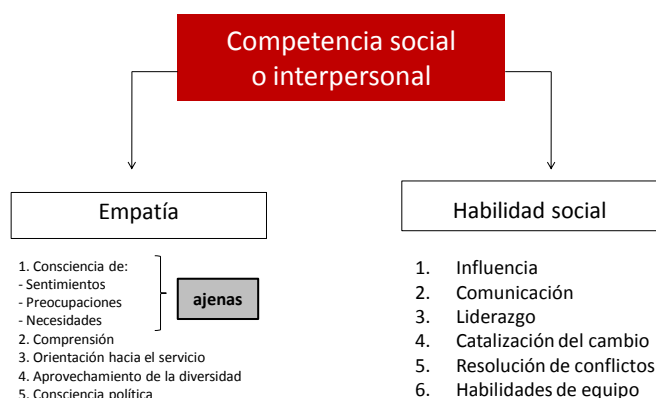 Competencia social
o interpersonal
Empatía
1. Consciencia de:
- Sentimientos
- Preocupaciones
- Necesidades
ajenas
2. Comprensión
3. Orientación hacia el servicio
4. Aprovechamiento de la diversidad
5. Consciencia política
Habilidad social
1. Influencia
2. Comunicación
3. Liderazgo
4. Catalización del cambio
5. Resolución de conflictos
6. Habilidades de equipo